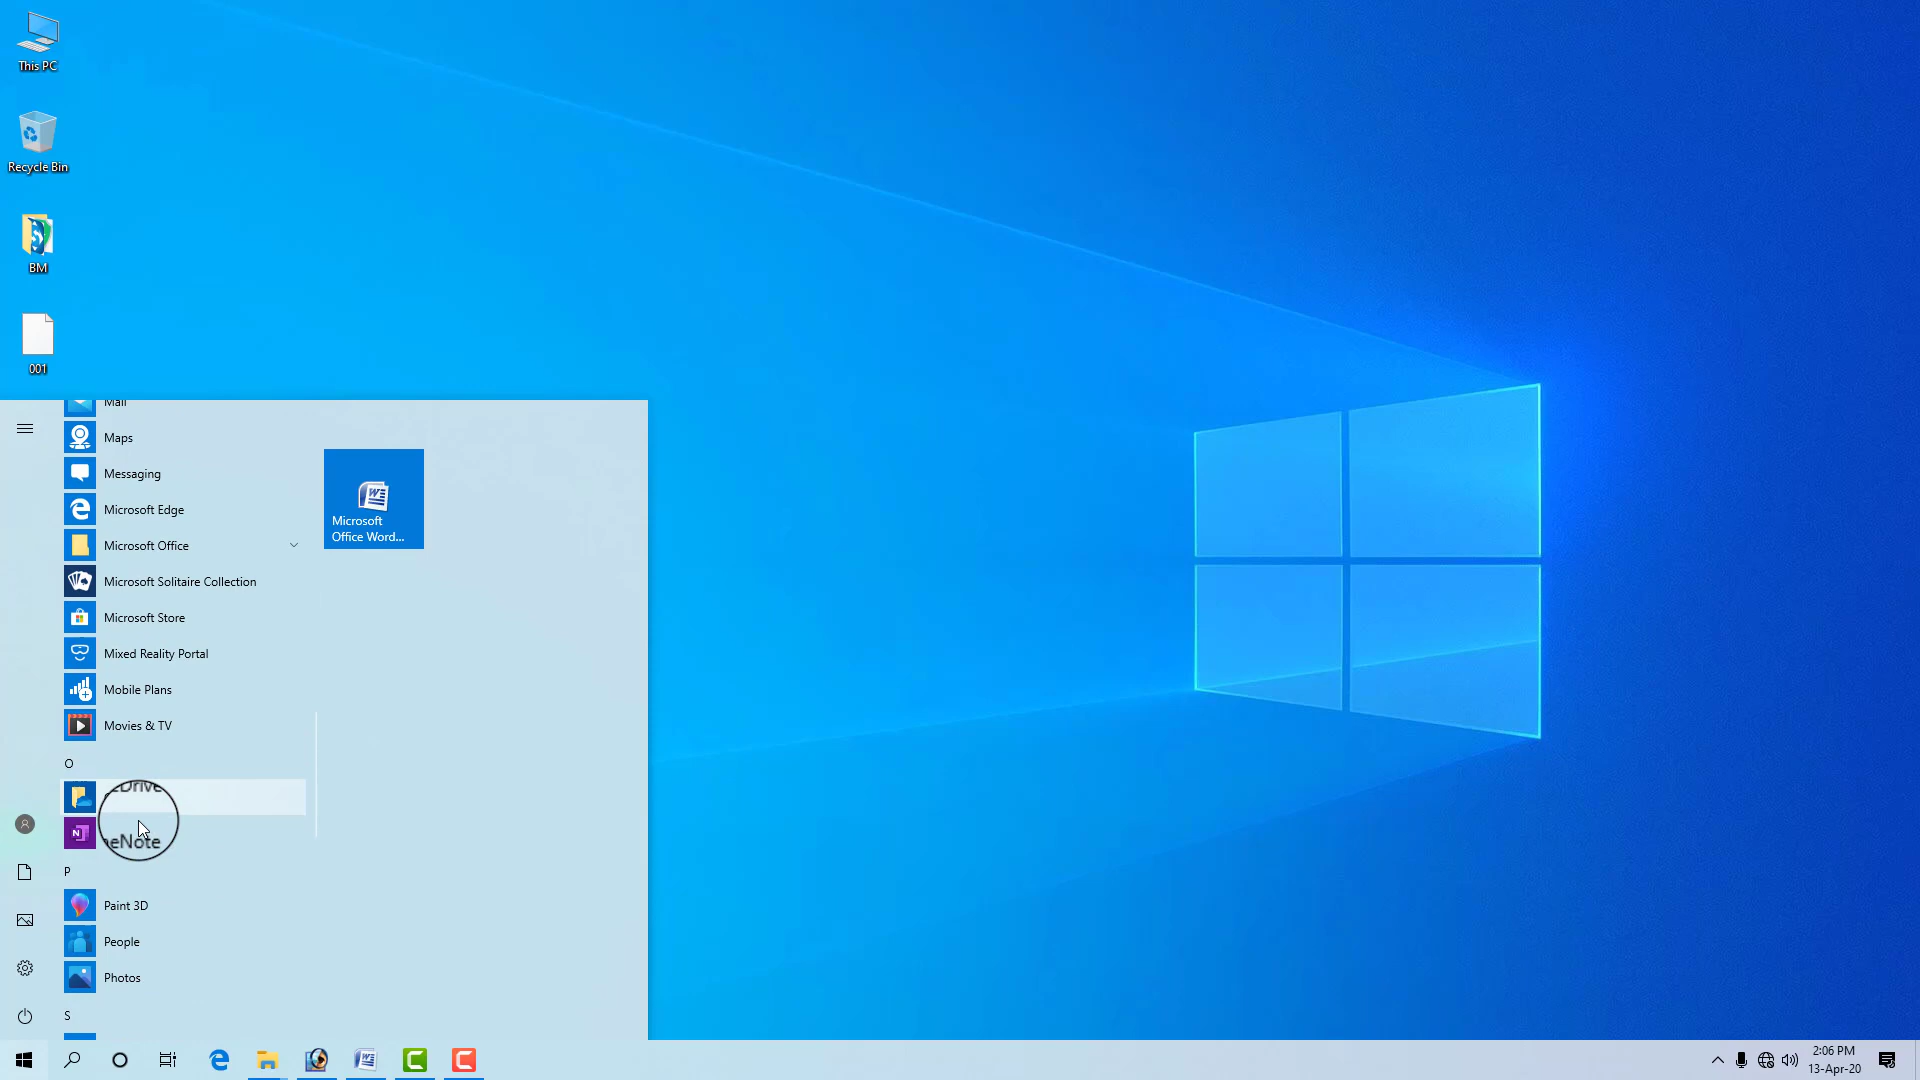 This PC
Recycle Bin
BM
001
Mail
Maps
Messaging
Microsoft Edge
Microsoft Office
Microsoft Solitaire Collection
Microsoft Store
Mixed Reality Portal
Mobile Plans
Movies & TV
O
eDrive
eNote
P
Paint 3D
People
Photos
S
Microsoft
Office Word...
2:06 PM
13-Apr-20